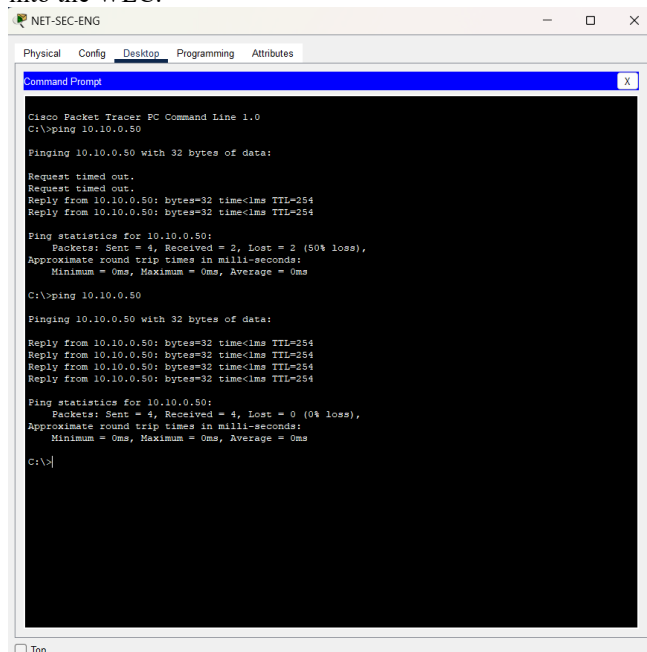 into the WLC.
NET-SEC-ENG
Physical Config Desktop Programming Attributes
Command Prompt X
Cisco Packet Tracer PC Command Line 1.0
C:\>ping 10.10.0.50
Pinging 10.10.0.50 with 32 bytes of data:
Request timed out.
Request timed out.
Reply from 10.10.0.50: bytes=32 time<1ms TTL=254
Reply from 10.10.0.50: bytes=32 time<1ms TTL=254
Ping statistics for 10.10.0.50:
Packets: Sent = 4, Received = 2, Lost = 2 (50% loss),
Approximate round trip times in milli-seconds:
Minimum = 0ms, Maximum = 0ms, Average = 0ms
C:\>ping 10.10.0.50
Pinging 10.10.0.50 with 32 bytes of data:
Reply from 10.10.0.50: bytes=32 time<1ms TTL=254
Reply from 10.10.0.50: bytes=32 time<1ms TTL=254
Reply from 10.10.0.50: bytes=32 time<1ms TTL=254
Reply from 10.10.0.50: bytes=32 time<1ms TTL=254
Ping statistics for 10.10.0.50:
Packets: Sent = 4, Received = 4, Lost = 0 (0% loss),
Approximate round trip times in milli-seconds:
Minimum = 0ms, Maximum = 0ms, Average = 0ms
C:\>
Top